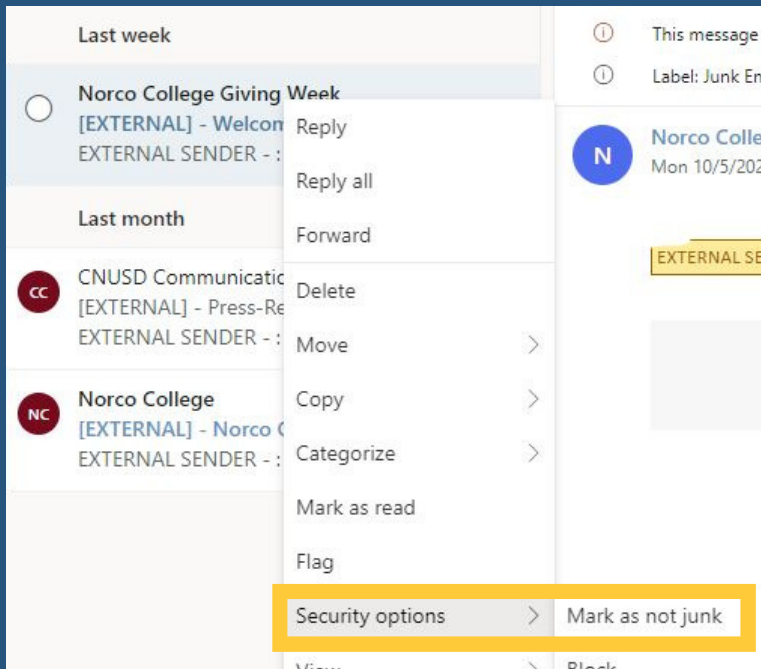 Last week
Norco College Giving Week
[EXTERNAL] - Welcom
EXTERNAL SENDER - :
Last month
CC
CNUSD Communicatio
[EXTERNAL] - Press-Re
EXTERNAL SENDER - :
NC
Norco College
[EXTERNAL] - Norco C
EXTERNAL SENDER - :
Reply
Reply all
Forward
Delete
Move
Copy
Categorize
Mark as read
Flag
Security options
Mark as not junk
View
Block
This message
Label: Junk Em
N
Norco Colle
Mon 10/5/202
EXTERNAL SE